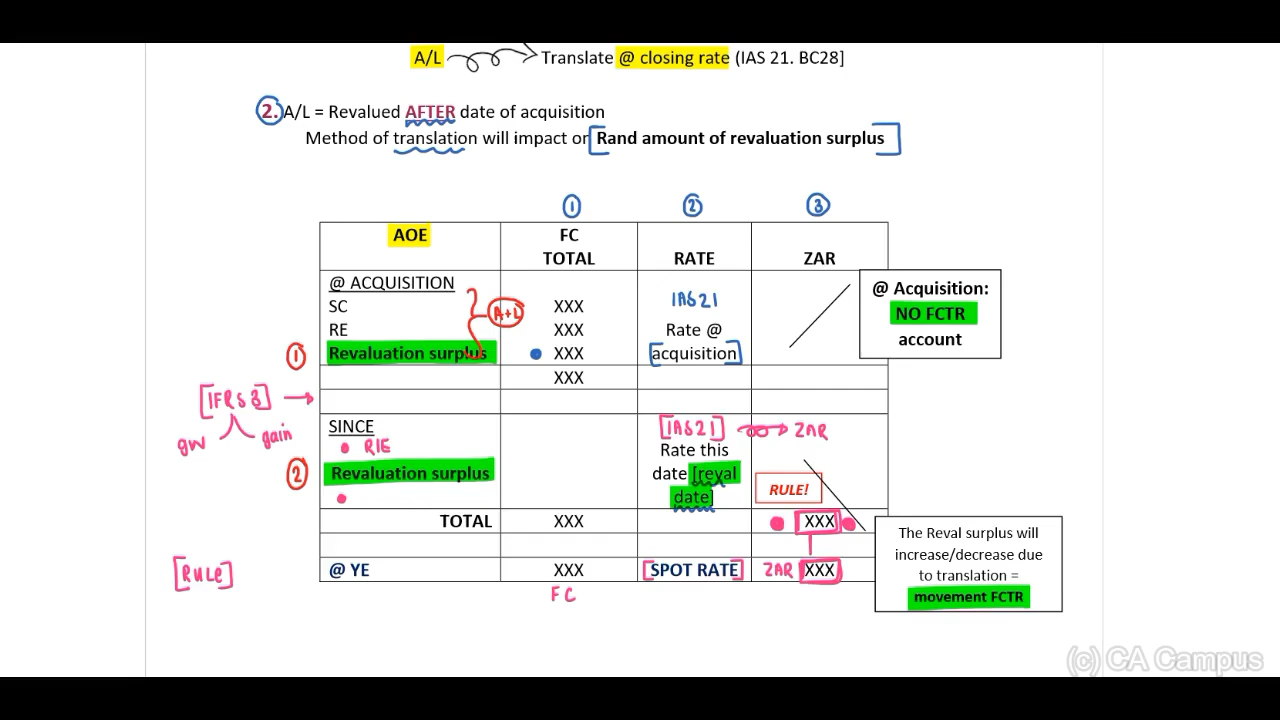 A/L Translate @ closing rate (IAS 21. BC28]
2. A/L = Revalued AFTER date of acquisition
Method of translation will impact on [Rand amount of revaluation surplus]
1 2 3
AOE
FC
TOTAL
RATE
ZAR
@ ACQUISITION
SC XXX IAS21
RE XXX Rate @
1 Revaluation surplus XXX [acquisition]
A+L
XXX
@ Acquisition:
NO FCTR
account
[IFRS 3]
gw gain
SINCE [IAS21] ZAR
RIE Rate this
2 Revaluation surplus date [reval
date]
RULE!
TOTAL XXX XXX
[RULE] @ YE XXX [SPOT RATE] ZAR XXX
FC
The Reval surplus will
increase/decrease due
to translation =
movement FCTR
(c) CA Campus